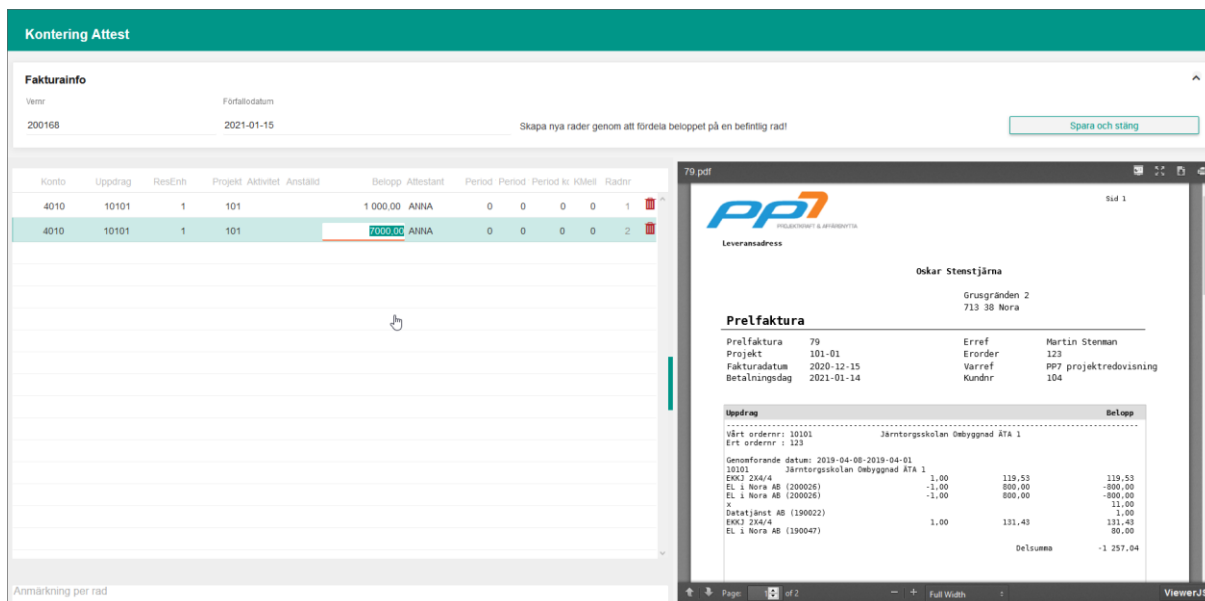 Kontering Attest
Fakturainfo
Vernr Förfallodatum
200168 2021-01-15 Skapa nya rader genom att fördela beloppet på en befintlig rad! Spara och stäng
Konto Uppdrag ResEnh Projekt Aktivitet Anställd Belopp Attestant Period Period Period kc KMell Radnr
4010 10101 1 101 1 000,00 ANNA 0 0 0 0 1
4010 10101 1 101 7000,00 ANNA 0 0 0 0 2
Anmärkning per rad
79.pdf
pp7 Sid 1
PROJEKTKRAFT & AFFÄRSNYTTA
Leveransadress
Oskar Stenstjärna
Grusgränden 2
713 38 Nora
Prelfaktura
Prelfaktura 79 Erref Martin Stenman
Projekt 101-01 Erorder 123
Fakturadatum 2020-12-15 Varref PP7 projektredovisning
Betalningsdag 2021-01-14 Kundnr 104
Uppdrag Belopp
Vårt ordernr: 10101 Järntorgsskolan Ombyggnad ÄTA 1
Ert ordernr : 123
Genomforande datum: 2019-04-08-2019-04-01
10101 Järntorgsskolan Ombyggnad ÄTA 1
EKKJ 2X4/4 1,00 119,53 119,53
EL i Nora AB (200026) -1,00 800,00 -800,00
EL i Nora AB (200026) -1,00 800,00 -800,00
x 11,00
Datatjänst AB (190022) 1,00
EKKJ 2X4/4 1,00 131,43 131,43
EL i Nora AB (190047) 80,00
Delsumma -1 257,04
Page: 1 of 2 − + Full Width ViewerJS